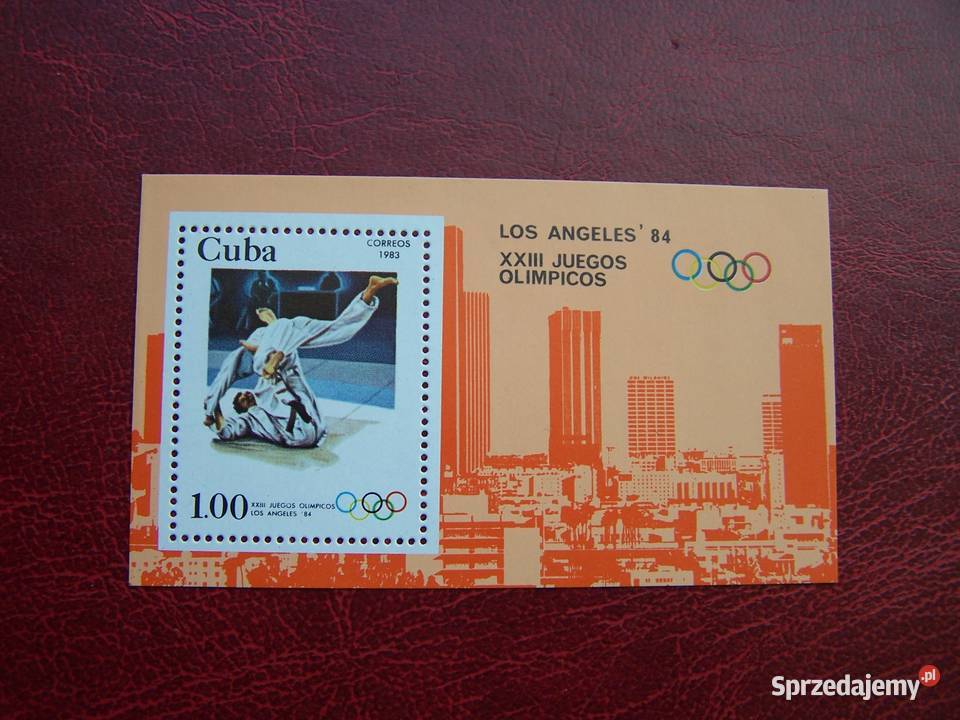 Cuba
CORREOS
1983
1.00
XXIII JUEGOS OLIMPICOS
LOS ANGELES '84
LOS ANGELES '84
XXIII JUEGOS
OLIMPICOS
Sprzedajemy.pl